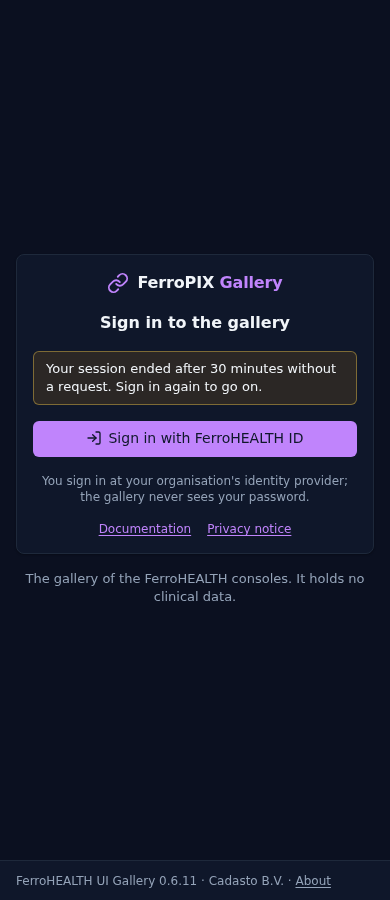 FerroPIX Gallery
Sign in to the gallery
Your session ended after 30 minutes without
a request. Sign in again to go on.
Sign in with FerroHEALTH ID
You sign in at your organisation's identity provider;
the gallery never sees your password.
Documentation Privacy notice
The gallery of the FerroHEALTH consoles. It holds no
clinical data.
FerroHEALTH UI Gallery 0.6.11 · Cadasto B.V. · About